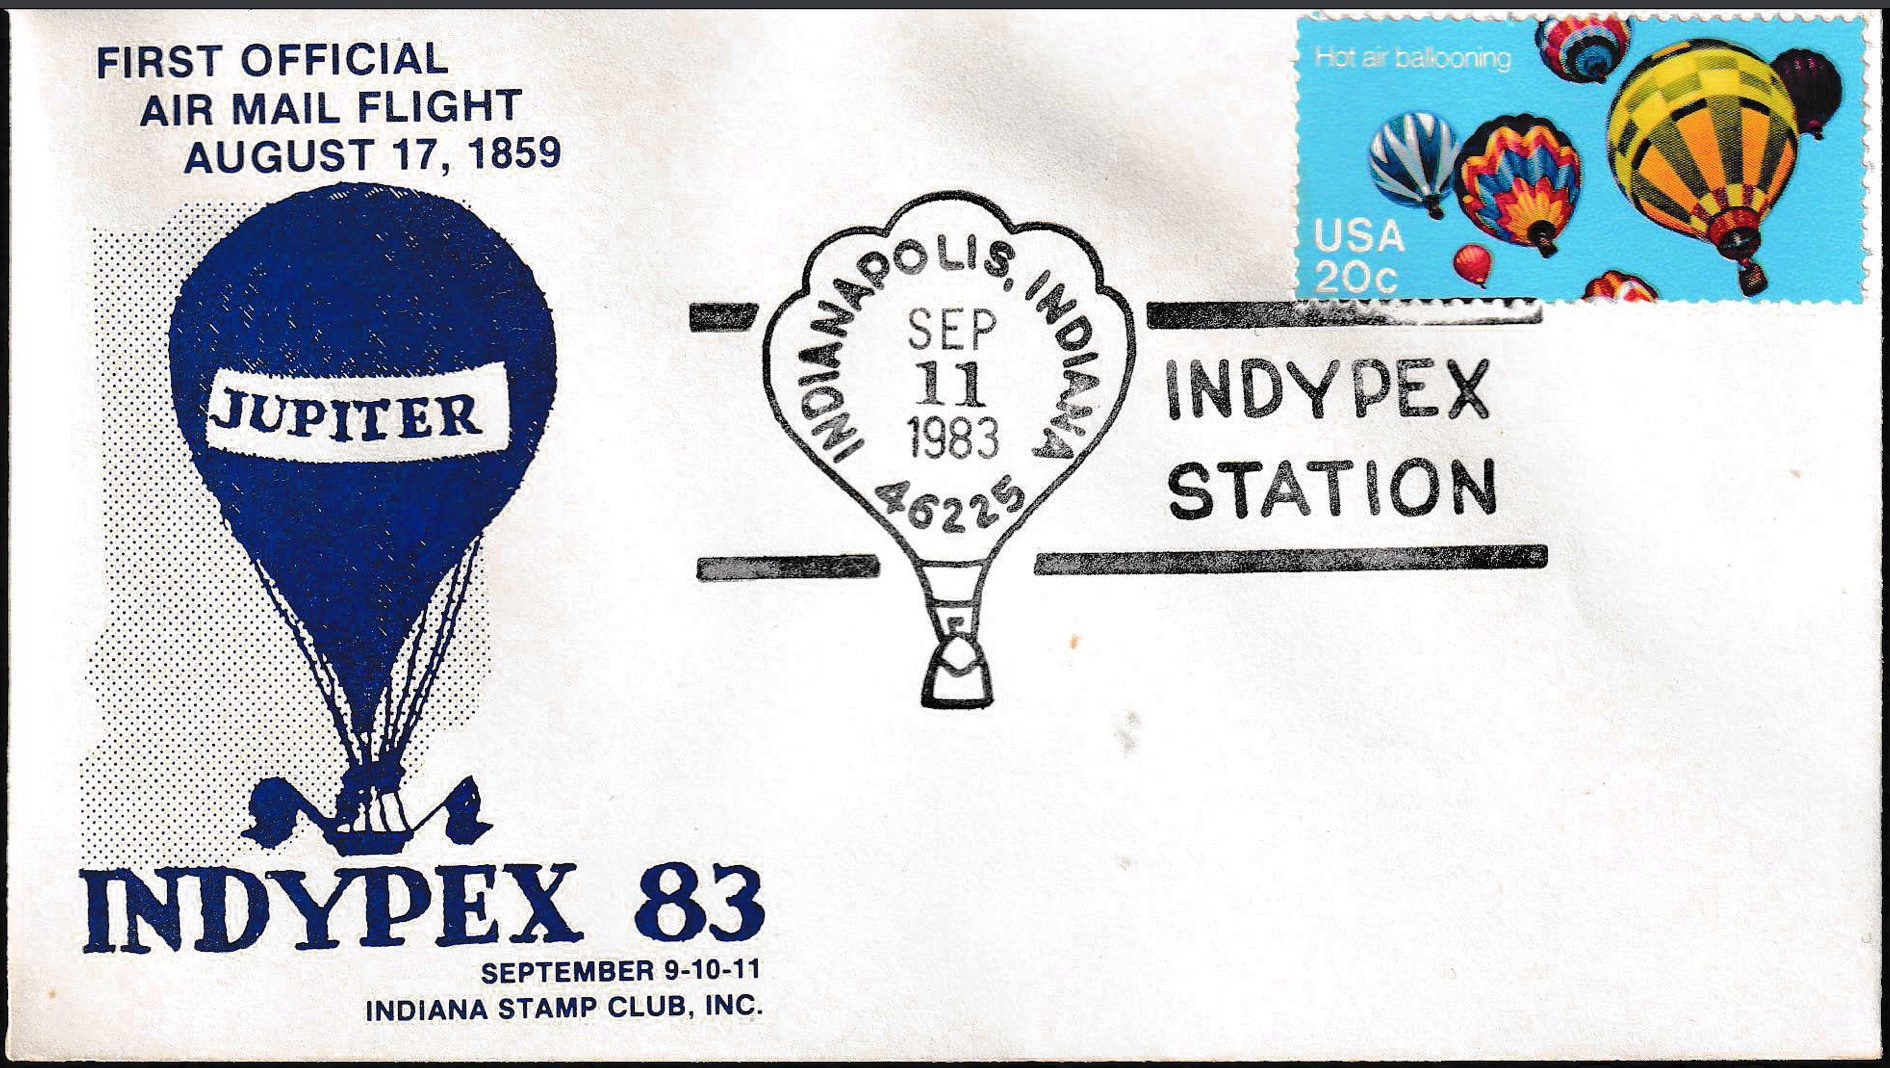 FIRST OFFICIAL
AIR MAIL FLIGHT
AUGUST 17, 1859
JUPITER
INDYPEX 83
SEPTEMBER 9-10-11
INDIANA STAMP CLUB, INC.
INDIANAPOLIS, INDIANA
SEP
11
1983
46225
INDYPEX
STATION
Hot air ballooning
USA
20c